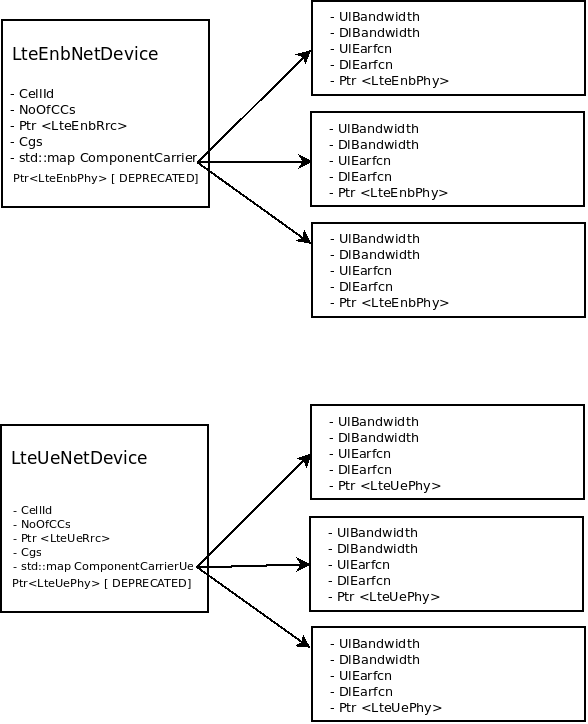 LteEnbNetDevice
- CellId
- NoOfCCs
- Ptr <LteEnbRrc>
- Cgs
- std::map ComponentCarrier
Ptr<LteEnbPhy> [ DEPRECATED]
- UlBandwidth
- DlBandwidth
- UlEarfcn
- DlEarfcn
- Ptr <LteEnbPhy>
- UlBandwidth
- DlBandwidth
- UlEarfcn
- DlEarfcn
- Ptr <LteEnbPhy>
- UlBandwidth
- DlBandwidth
- UlEarfcn
- DlEarfcn
- Ptr <LteEnbPhy>
LteUeNetDevice
- CellId
- NoOfCCs
- Ptr <LteUeRrc>
- Cgs
- std::map ComponentCarrierUe
Ptr<LteUePhy> [ DEPRECATED]
- UlBandwidth
- DlBandwidth
- UlEarfcn
- DlEarfcn
- Ptr <LteUePhy>
- UlBandwidth
- DlBandwidth
- UlEarfcn
- DlEarfcn
- Ptr <LteUePhy>
- UlBandwidth
- DlBandwidth
- UlEarfcn
- DlEarfcn
- Ptr <LteUePhy>